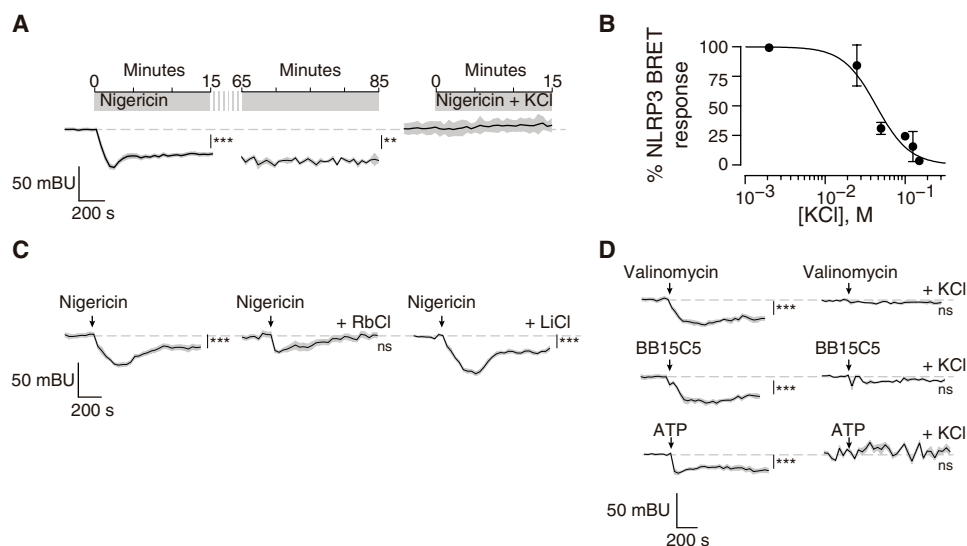 A
Minutes
Minutes
Minutes
0
15
65
85
0
15
Nigericin
Nigericin + KCl
***
**
50 mBU
200 s
B
% NLRP3 BRET
response
100
75
50
25
0
10⁻³
10⁻²
10⁻¹
[KCl], M
C
Nigericin
Nigericin
Nigericin
+ RbCl
+ LiCl
***
ns
***
50 mBU
200 s
D
Valinomycin
Valinomycin
+ KCl
***
ns
BB15C5
BB15C5
+ KCl
***
ns
ATP
ATP
+ KCl
***
ns
50 mBU
200 s